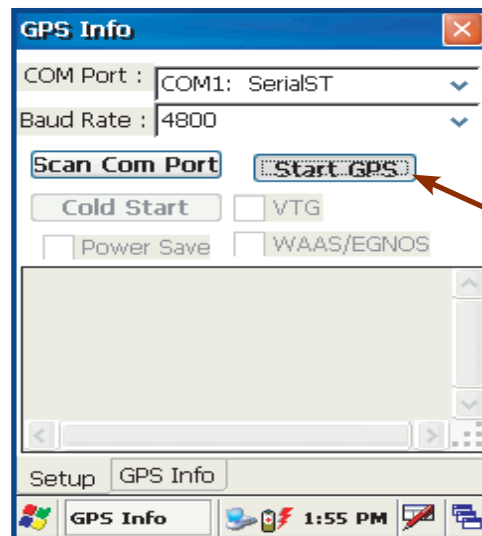 GPS Info
COM Port : COM1: SerialST
Baud Rate : 4800
Scan Com Port Start GPS
Cold Start VTG
Power Save WAAS/EGNOS
Setup GPS Info
GPS Info 1:55 PM